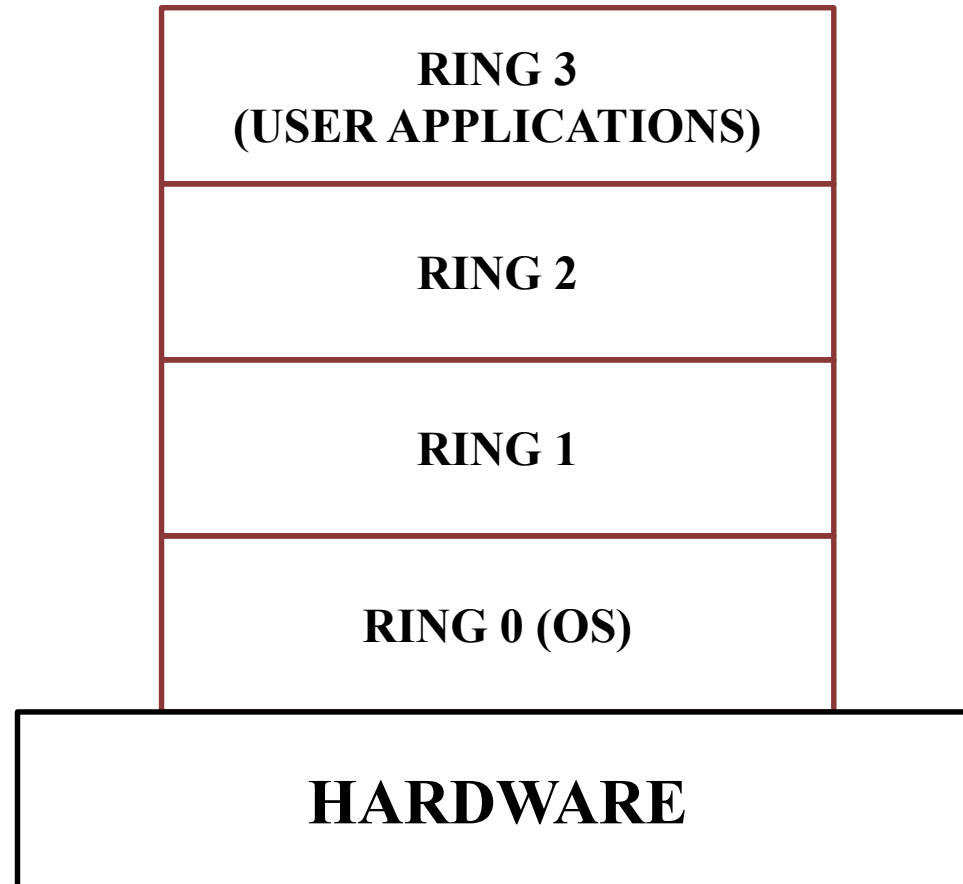 RING 3
(USER APPLICATIONS)
RING 2
RING 1
RING 0 (OS)
HARDWARE